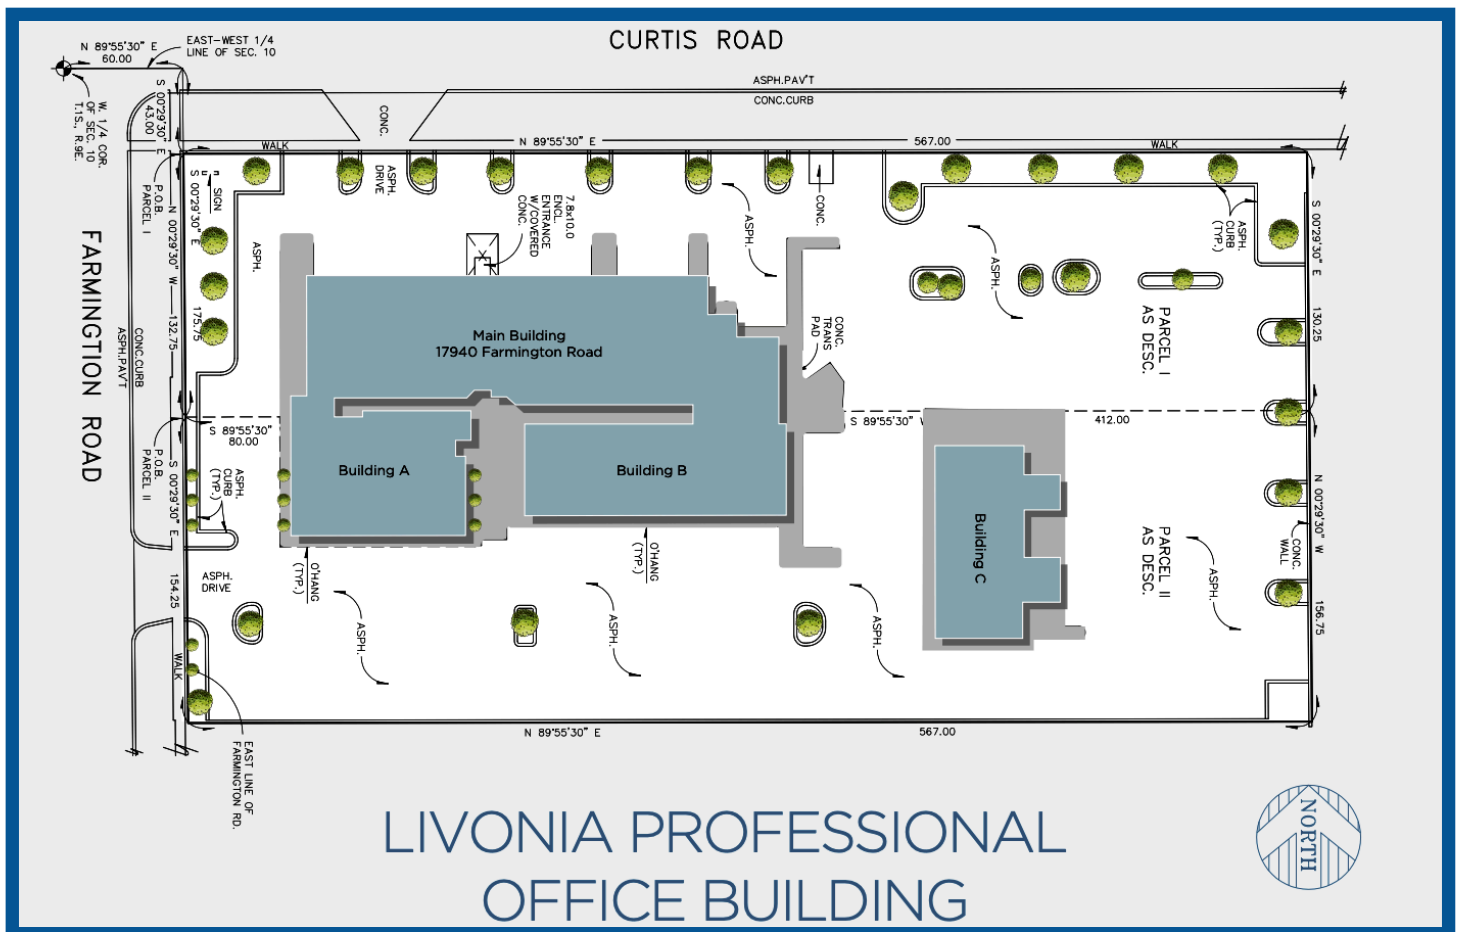 CURTIS ROAD
N 89°55'30" E
60.00
EAST-WEST 1/4
LINE OF SEC. 10
ASPH.PAV'T
CONC.CURB
S 00°29'30" E
43.00
W. 1/4 COR.
OF SEC. 10
T.1S., R.9E.
CONC.
WALK
N 89°55'30" E
567.00
WALK
P.O.B.
PARCEL I
N 00°29'30" W
132.75
S 00°29'30" E
175.75
SIGN
ASPH.
ASPH.
DRIVE
7.8x10.0
ENCL.
ENTRANCE
W/COVERED
CONC.
ASPH.
CONC.
ASPH.
CURB
(TYP.)
S 00°29'30" E
130.25
ASPH.
FARMINGTION ROAD
CONC.CURB
ASPH.PAV'T
Main Building
17940 Farmington Road
CONC.
TRANS
PAD
PARCEL I
AS DESC.
S 89°55'30"
80.00
S 89°55'30" W
412.00
P.O.B.
PARCEL II
S 00°29'30" E
154.25
ASPH.
CURB
(TYP.)
Building A
Building B
Building C
PARCEL II
AS DESC.
N 00°29'30" W
156.75
CONC.
WALL
ASPH.
ASPH.
DRIVE
O'HANG
(TYP.)
O'HANG
(TYP.)
ASPH.
ASPH.
ASPH.
WALK
N 89°55'30" E
567.00
EAST LINE OF
FARMINGTON RD.
LIVONIA PROFESSIONAL
OFFICE BUILDING
NORTH